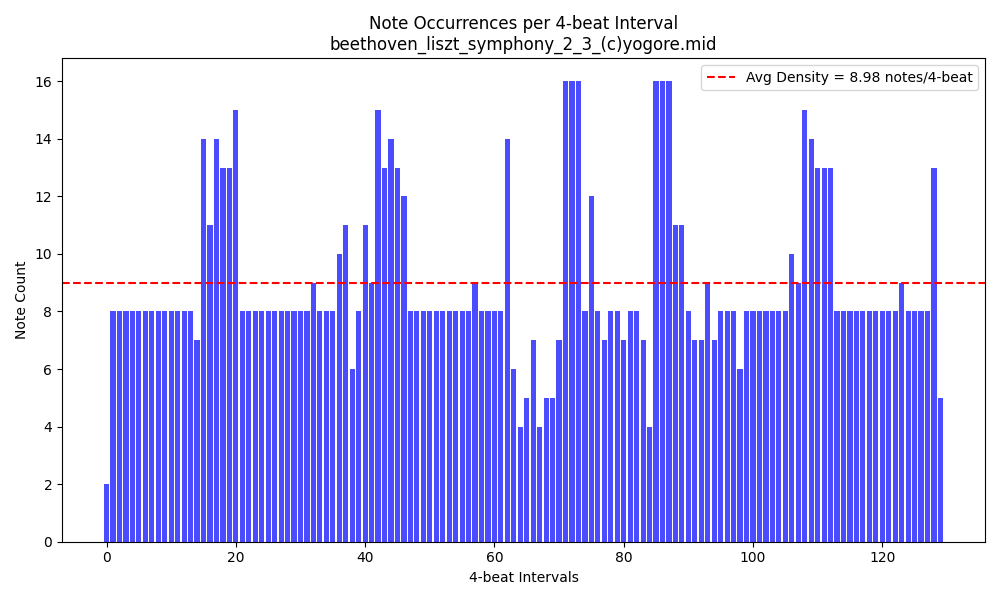 Note Occurrences per 4-beat Interval
beethoven_liszt_symphony_2_3_(c)yogore.mid
Avg Density = 8.98 notes/4-beat
Note Count
16
14
12
10
8
6
4
2
0
0 20 40 60 80 100 120
4-beat Intervals